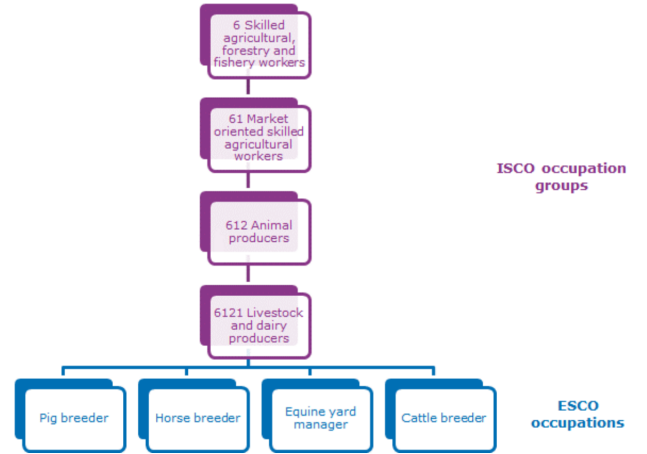 6 Skilled
agricultural,
forestry and
fishery workers
61 Market
oriented skilled
agricultural
workers
ISCO occupation
groups
612 Animal
producers
6121 Livestock
and dairy
producers
Pig breeder
Horse breeder
Equine yard
manager
Cattle breeder
ESCO
occupations